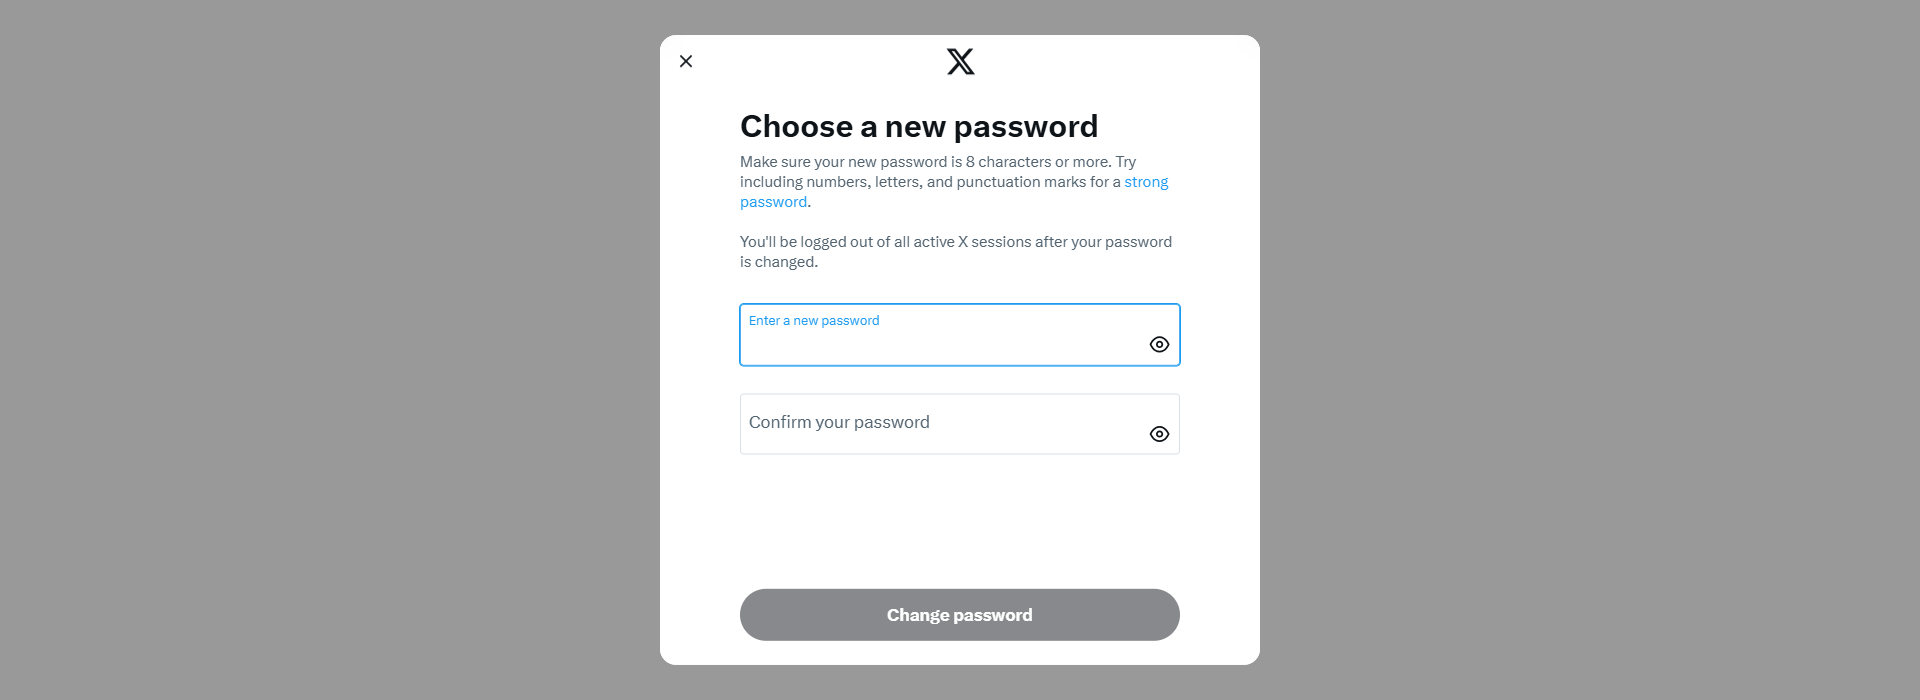 Choose a new password
Make sure your new password is 8 characters or more. Try
including numbers, letters, and punctuation marks for a strong
password.
You'll be logged out of all active X sessions after your password
is changed.
Enter a new password
Confirm your password
Change password